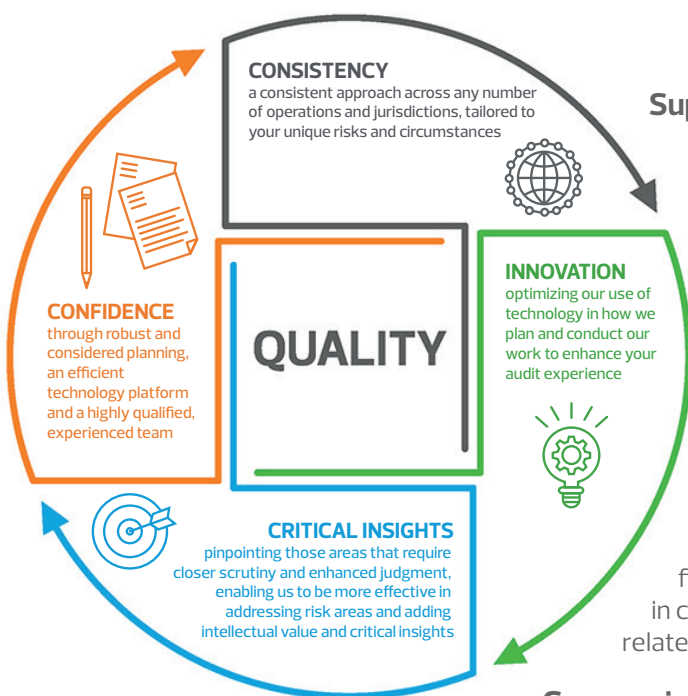 CONSISTENCY
a consistent approach across any number
of operations and jurisdictions, tailored to
your unique risks and circumstances
INNOVATION
optimizing our use of
technology in how we
plan and conduct our
work to enhance your
audit experience
CRITICAL INSIGHTS
pinpointing those areas that require
closer scrutiny and enhanced judgment,
enabling us to be more effective in
addressing risk areas and adding
intellectual value and critical insights
CONFIDENCE
through robust and
considered planning,
an efficient
technology platform
and a highly qualified,
experienced team
QUALITY
in
relate